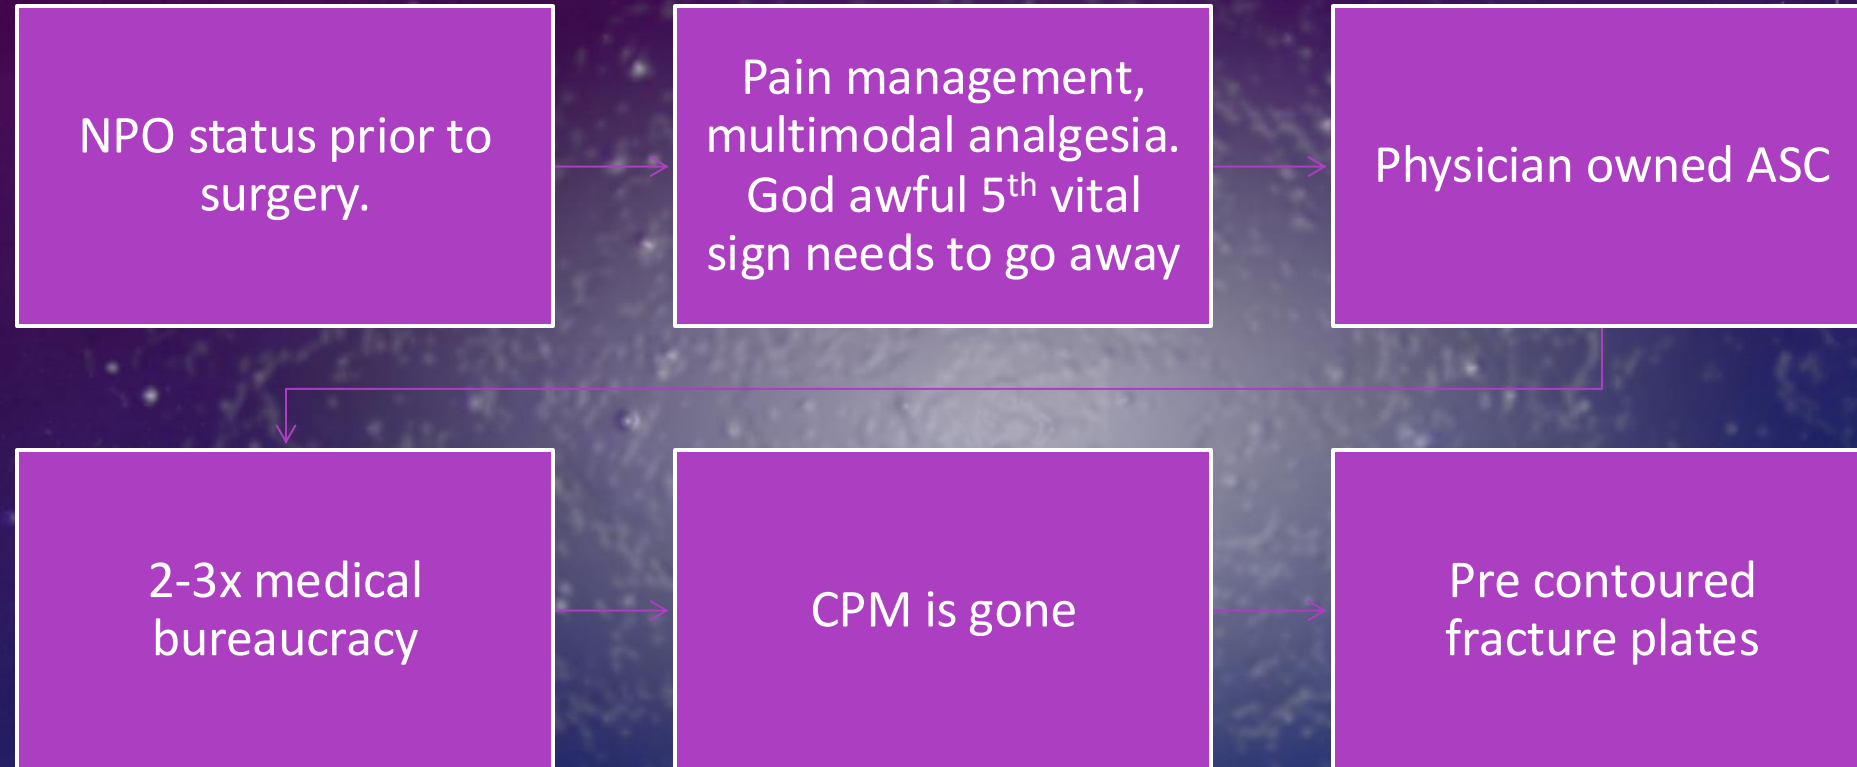 NPO status prior to
surgery.
Pain management,
multimodal analgesia.
God awful 5th vital
sign needs to go away
Physician owned ASC
2-3x medical
bureaucracy
CPM is gone
Pre contoured
fracture plates